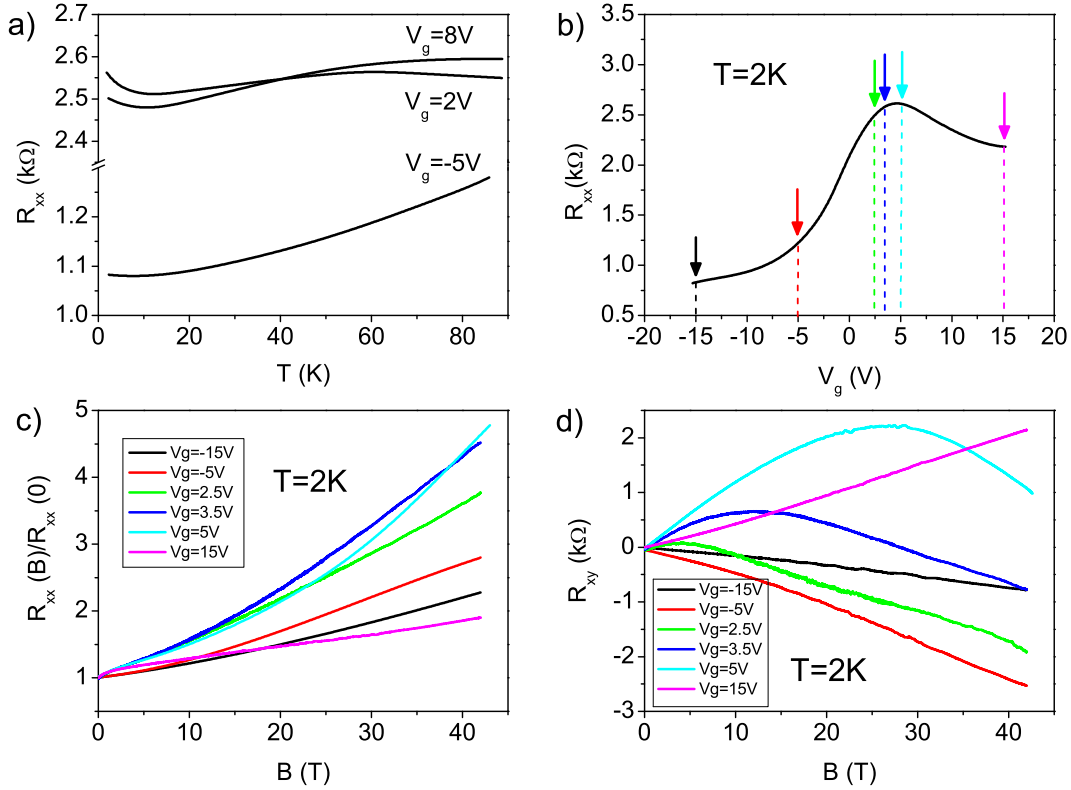 a)
2.7
2.6
2.5
2.4
1.2
1.1
1.0
R_xx (kΩ)
V_g=8V
V_g=2V
V_g=-5V
0 20 40 60 80
T (K)
b)
3.0
2.5
2.0
1.5
1.0
0.5
R_xx(kΩ)
T=2K
-20 -15 -10 -5 0 5 10 15 20
V_g (V)
c)
5
4
3
2
1
R_xx (B)/R_xx (0)
Vg=-15V
Vg=-5V
Vg=2.5V
Vg=3.5V
Vg=5V
Vg=15V
T=2K
0 10 20 30 40
B (T)
d)
2
1
0
-1
-2
-3
R_xy (kΩ)
Vg=-15V
Vg=-5V
Vg=2.5V
Vg=3.5V
Vg=5V
Vg=15V
T=2K
0 10 20 30 40
B (T)